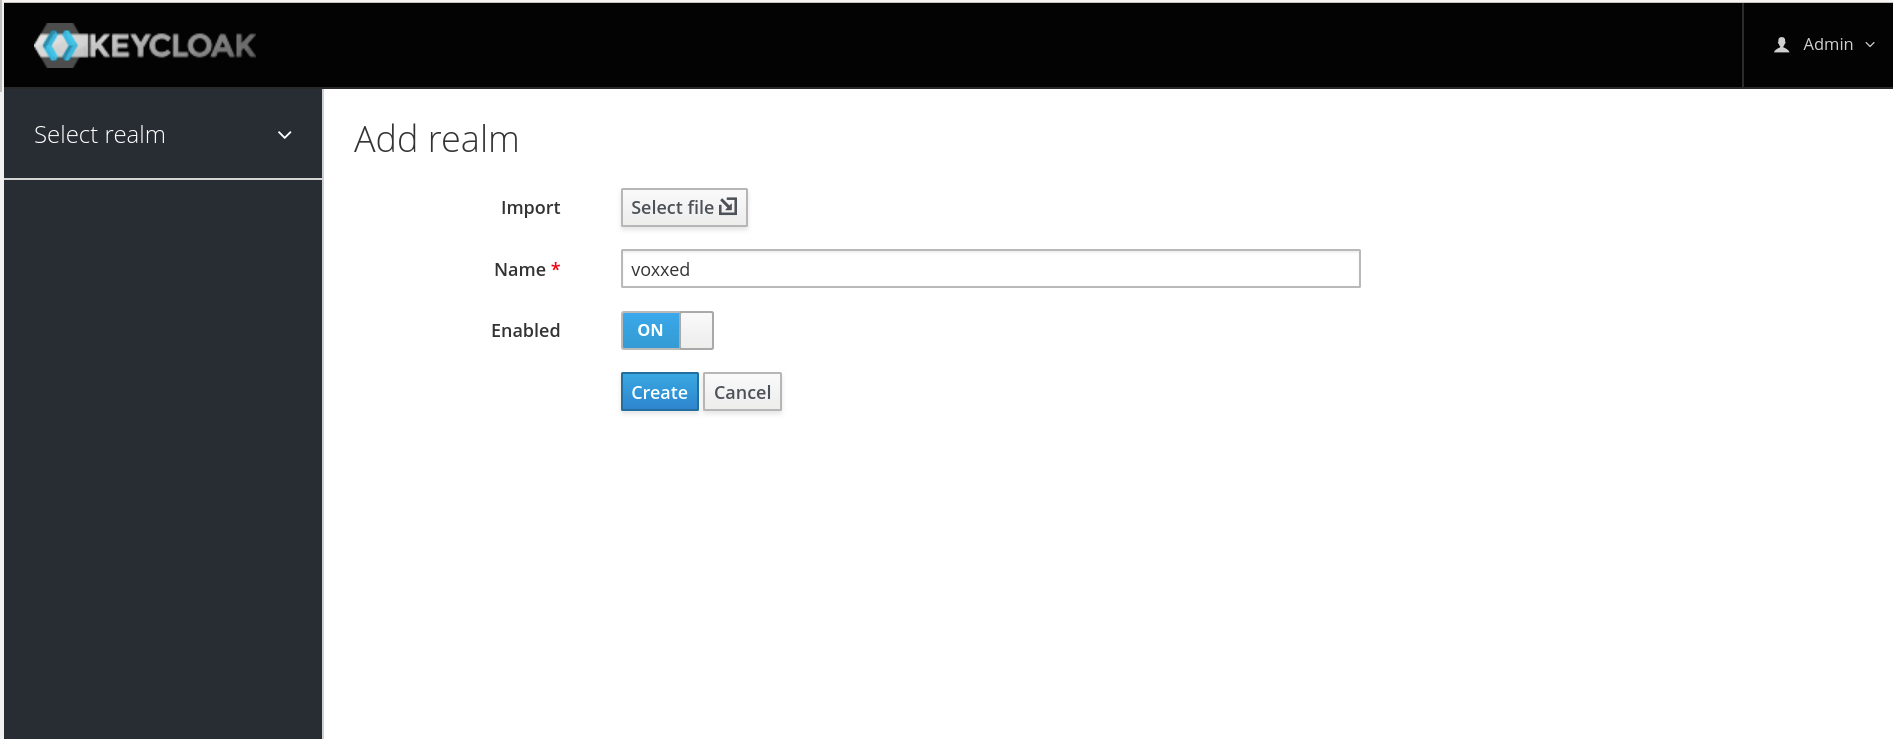 KEYCLOAK
Admin
Select realm
Add realm
Import
Select file
Name *
voxxed
Enabled
ON
Create
Cancel